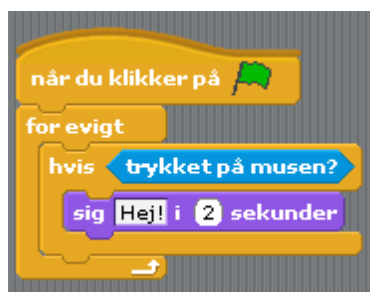 når du klikker på
for evigt
hvis trykket på musen?
sig Hej! i 2 sekunder